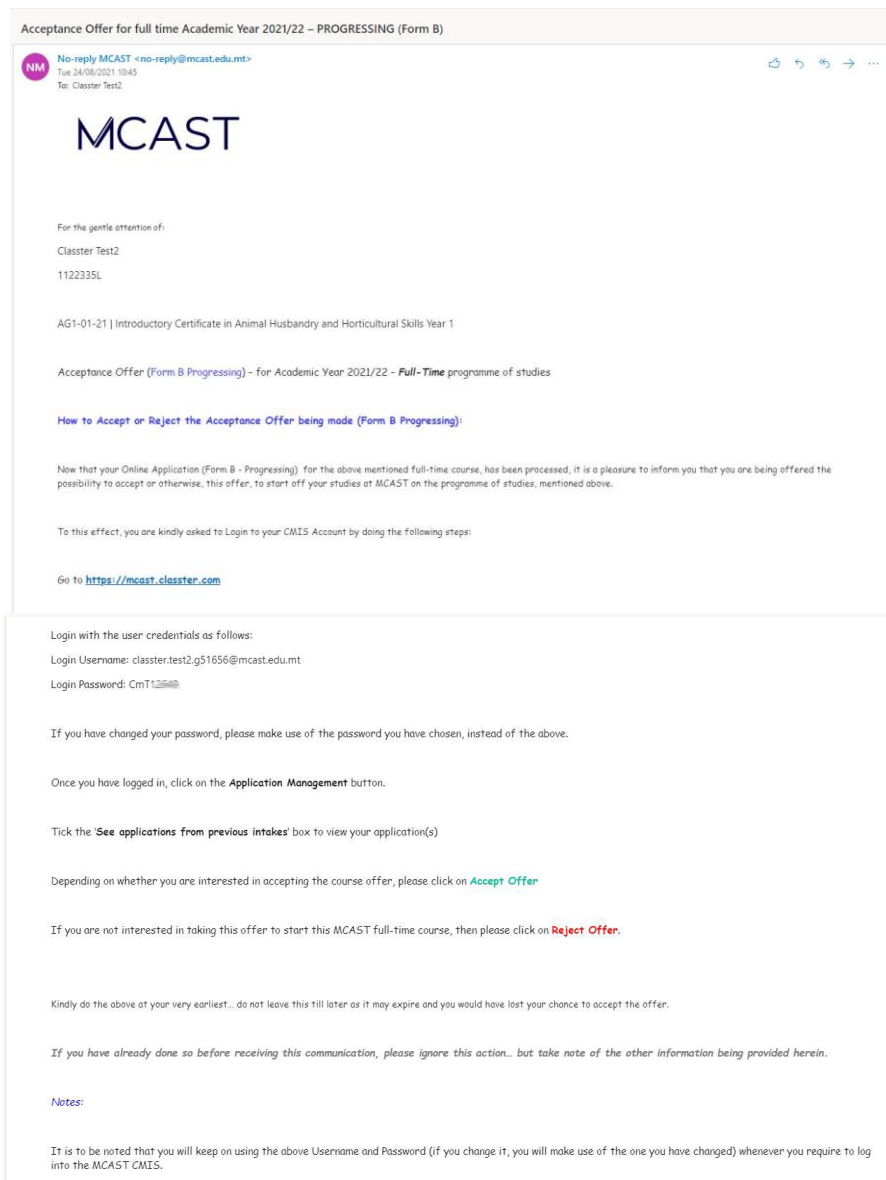 Acceptance Offer for full time Academic Year 2021/22 – PROGRESSING (Form B)
NM
No-reply MCAST <no-reply@mcast.edu.mt>
Tue 24/08/2021 10:45
To: Classter Test2
MCAST
For the gentle attention of:
Classter Test2
1122335L
AG1-01-21 | Introductory Certificate in Animal Husbandry and Horticultural Skills Year 1
Acceptance Offer (Form B Progressing) – for Academic Year 2021/22 – Full-Time programme of studies
How to Accept or Reject the Acceptance Offer being made (Form B Progressing):
Now that your Online Application (Form B - Progressing) for the above mentioned full-time course, has been processed, it is a pleasure to inform you that you are being offered the
possibility to accept or otherwise, this offer, to start off your studies at MCAST on the programme of studies, mentioned above.
To this effect, you are kindly asked to Login to your CMIS Account by doing the following steps:
Go to https://mcast.classter.com
Login with the user credentials as follows:
Login Username: classter.test2.g51656@mcast.edu.mt
Login Password:
If you have changed your password, please make use of the password you have chosen, instead of the above.
Once you have logged in, click on the Application Management button.
Tick the 'See applications from previous intakes' box to view your application(s)
Depending on whether you are interested in accepting the course offer, please click on Accept Offer
If you are not interested in taking this offer to start this MCAST full-time course, then please click on Reject Offer.
Kindly do the above at your very earliest… do not leave this till later as it may expire and you would have lost your chance to accept the offer.
If you have already done so before receiving this communication, please ignore this action… but take note of the other information being provided herein.
Notes:
It is to be noted that you will keep on using the above Username and Password (if you change it, you will make use of the one you have changed) whenever you require to log
into the MCAST CMIS.